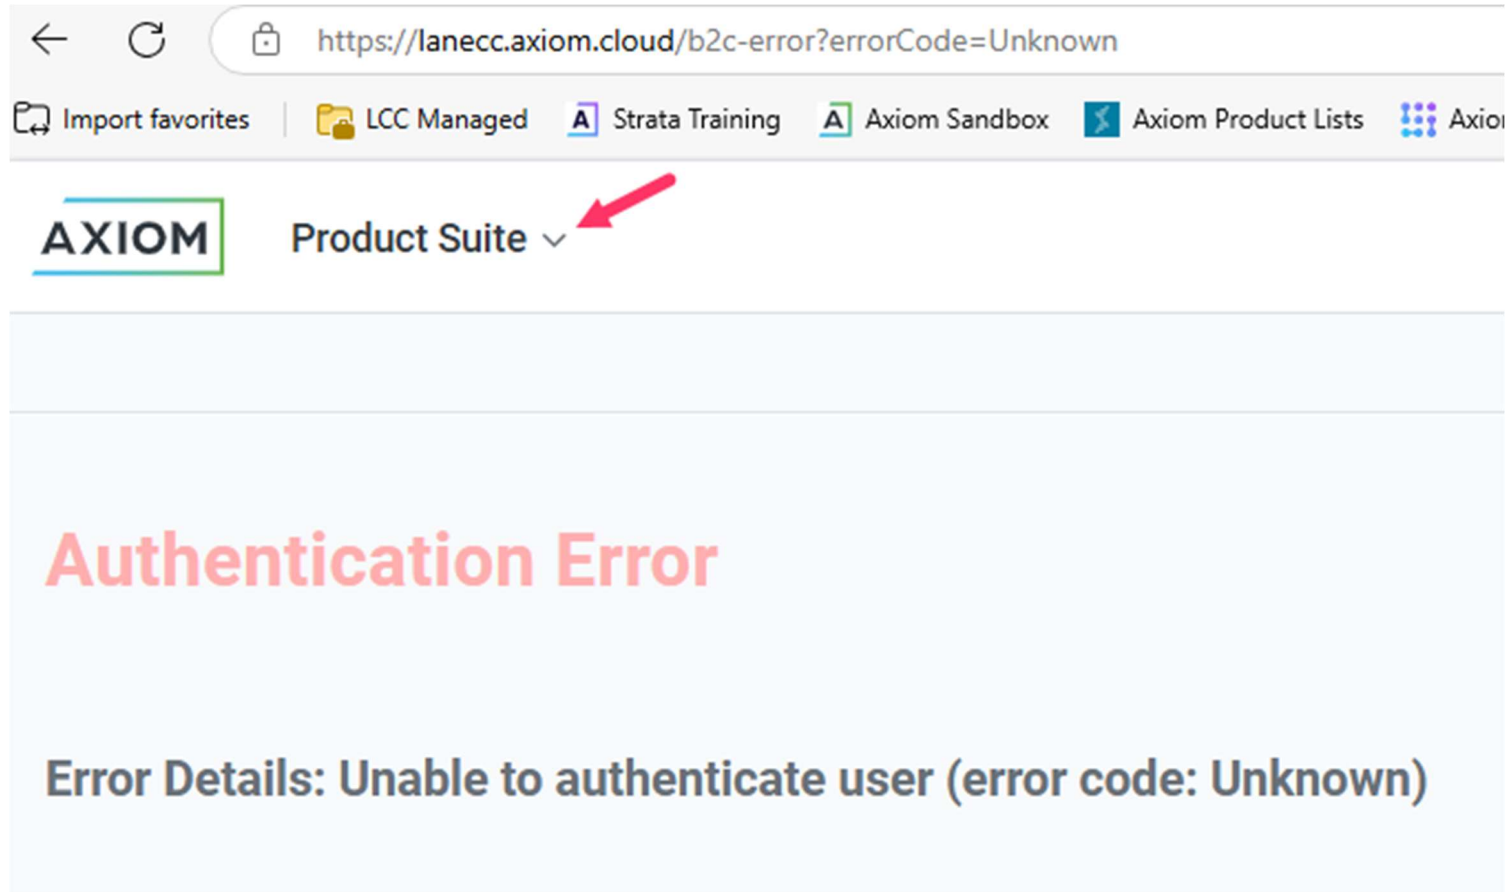 https://lanecc.axiom.cloud/b2c-error?errorCode=Unknown
Import favorites LCC Managed A Strata Training A Axiom Sandbox Axiom Product Lists
AXIOM Product Suite
Authentication Error
Error Details: Unable to authenticate user (error code: Unknown)